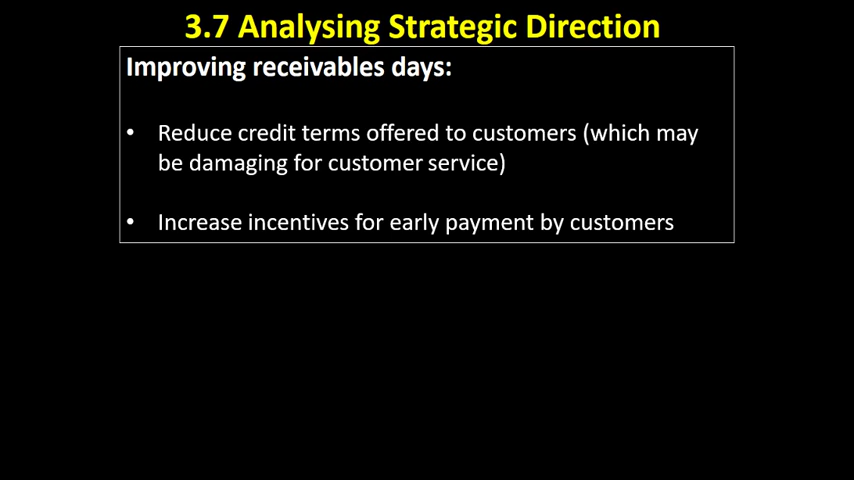 3.7 Analysing Strategic Direction
Improving receivables days:
• Reduce credit terms offered to customers (which may
be damaging for customer service)
• Increase incentives for early payment by customers